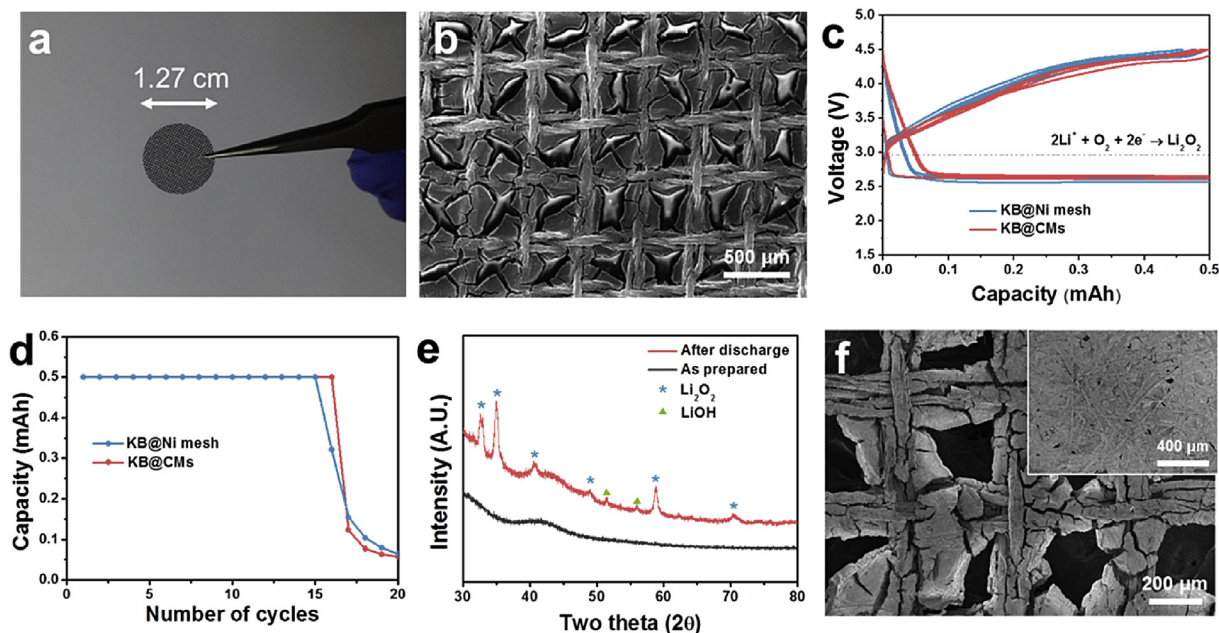 a
1.27 cm
b
500 µm
c
Voltage (V)
4.5
4.0
3.5
3.0
2.5
2.0
1.5
2Li⁺ + O₂ + 2e⁻ → Li₂O₂
KB@Ni mesh
KB@CMs
0.0 0.1 0.2 0.3 0.4 0.5
Capacity (mAh)
d
Capacity (mAh)
0.6
0.5
0.4
0.3
0.2
0.1
0.0
KB@Ni mesh
KB@CMs
0 5 10 15 20
Number of cycles
e
Intensity (A.U.)
After discharge
As prepared
Li₂O₂
LiOH
30 40 50 60 70 80
Two theta (2θ)
f
400 µm
200 µm